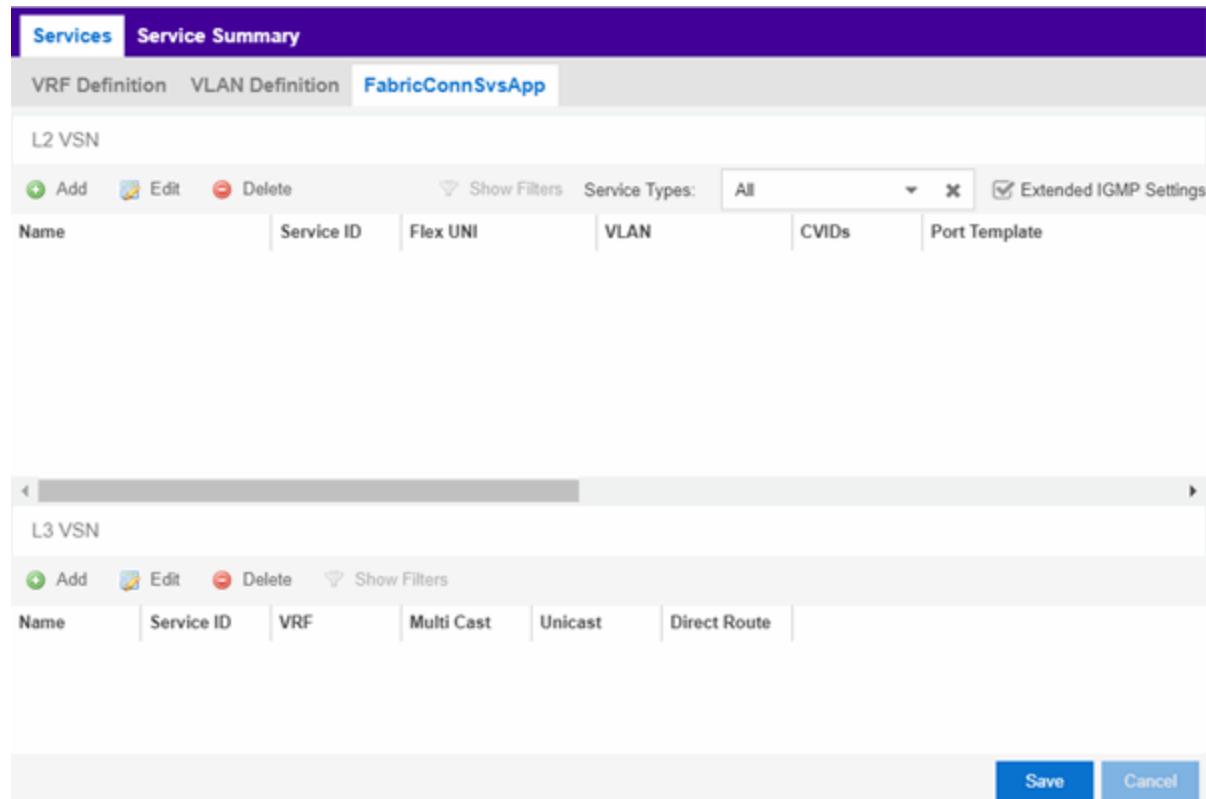 Services Service Summary
VRF Definition VLAN Definition FabricConnSvsApp
L2 VSN
Add Edit Delete Show Filters Service Types: All Extended IGMP Settings
Name Service ID Flex UNI VLAN CVIDs Port Template
L3 VSN
Add Edit Delete Show Filters
Name Service ID VRF Multi Cast Unicast Direct Route
Save Cancel